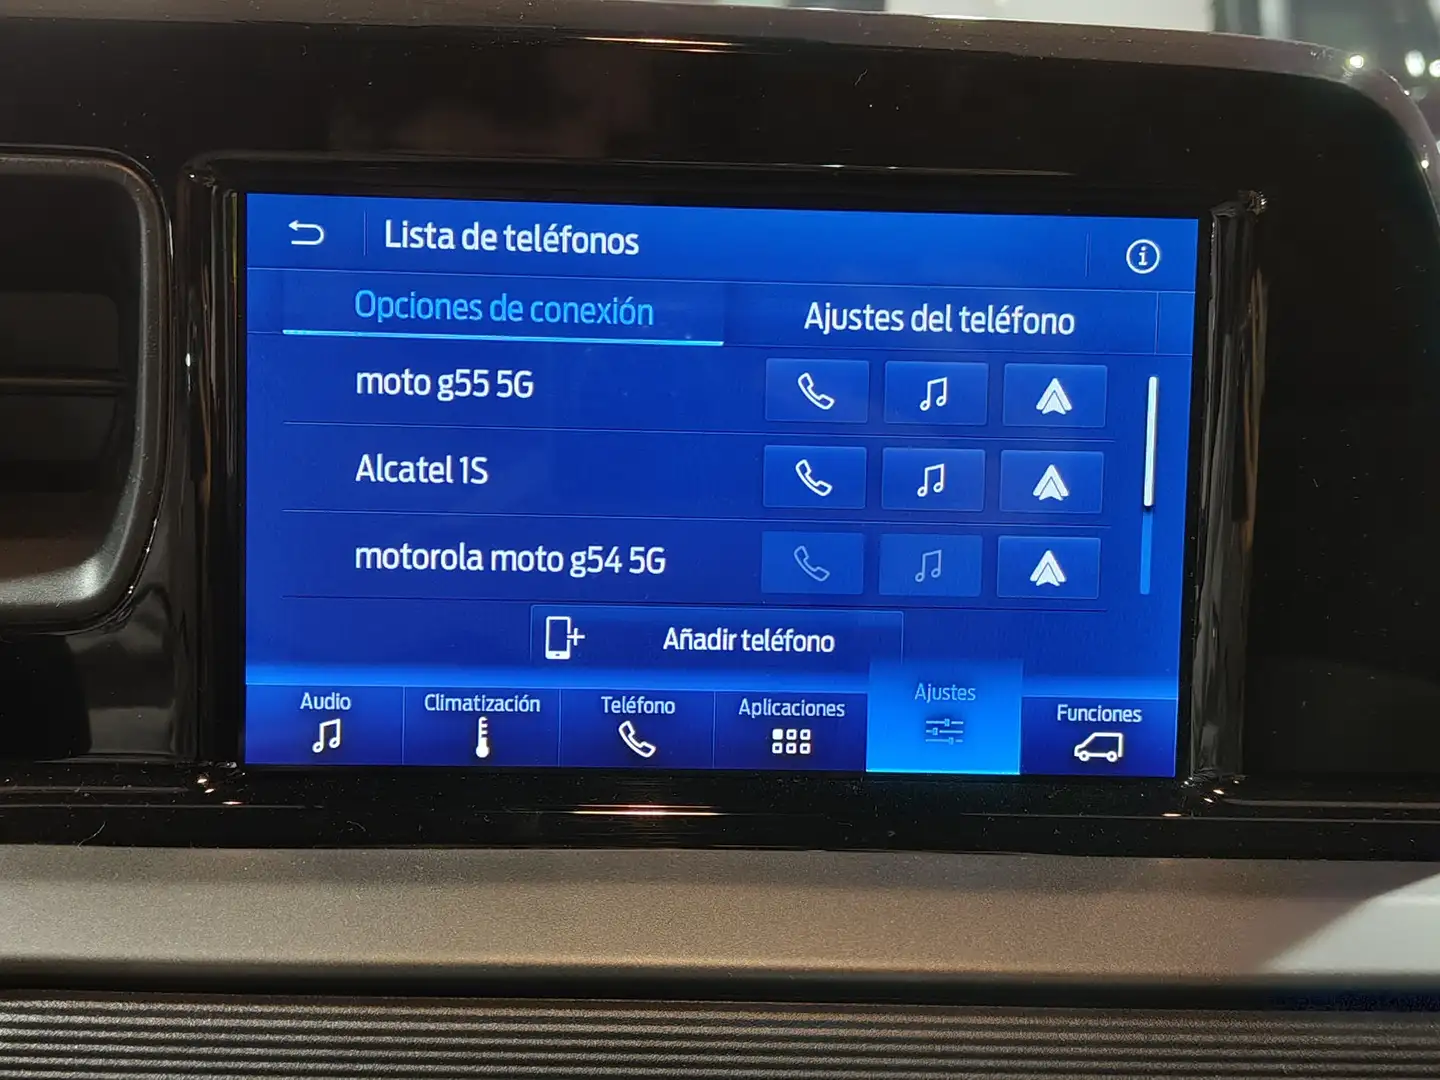 Lista de teléfonos
Opciones de conexión
Ajustes del teléfono
moto g55 5G
Alcatel 1S
motorola moto g54 5G
Añadir teléfono
Audio
Climatización
Teléfono
Aplicaciones
Ajustes
Funciones